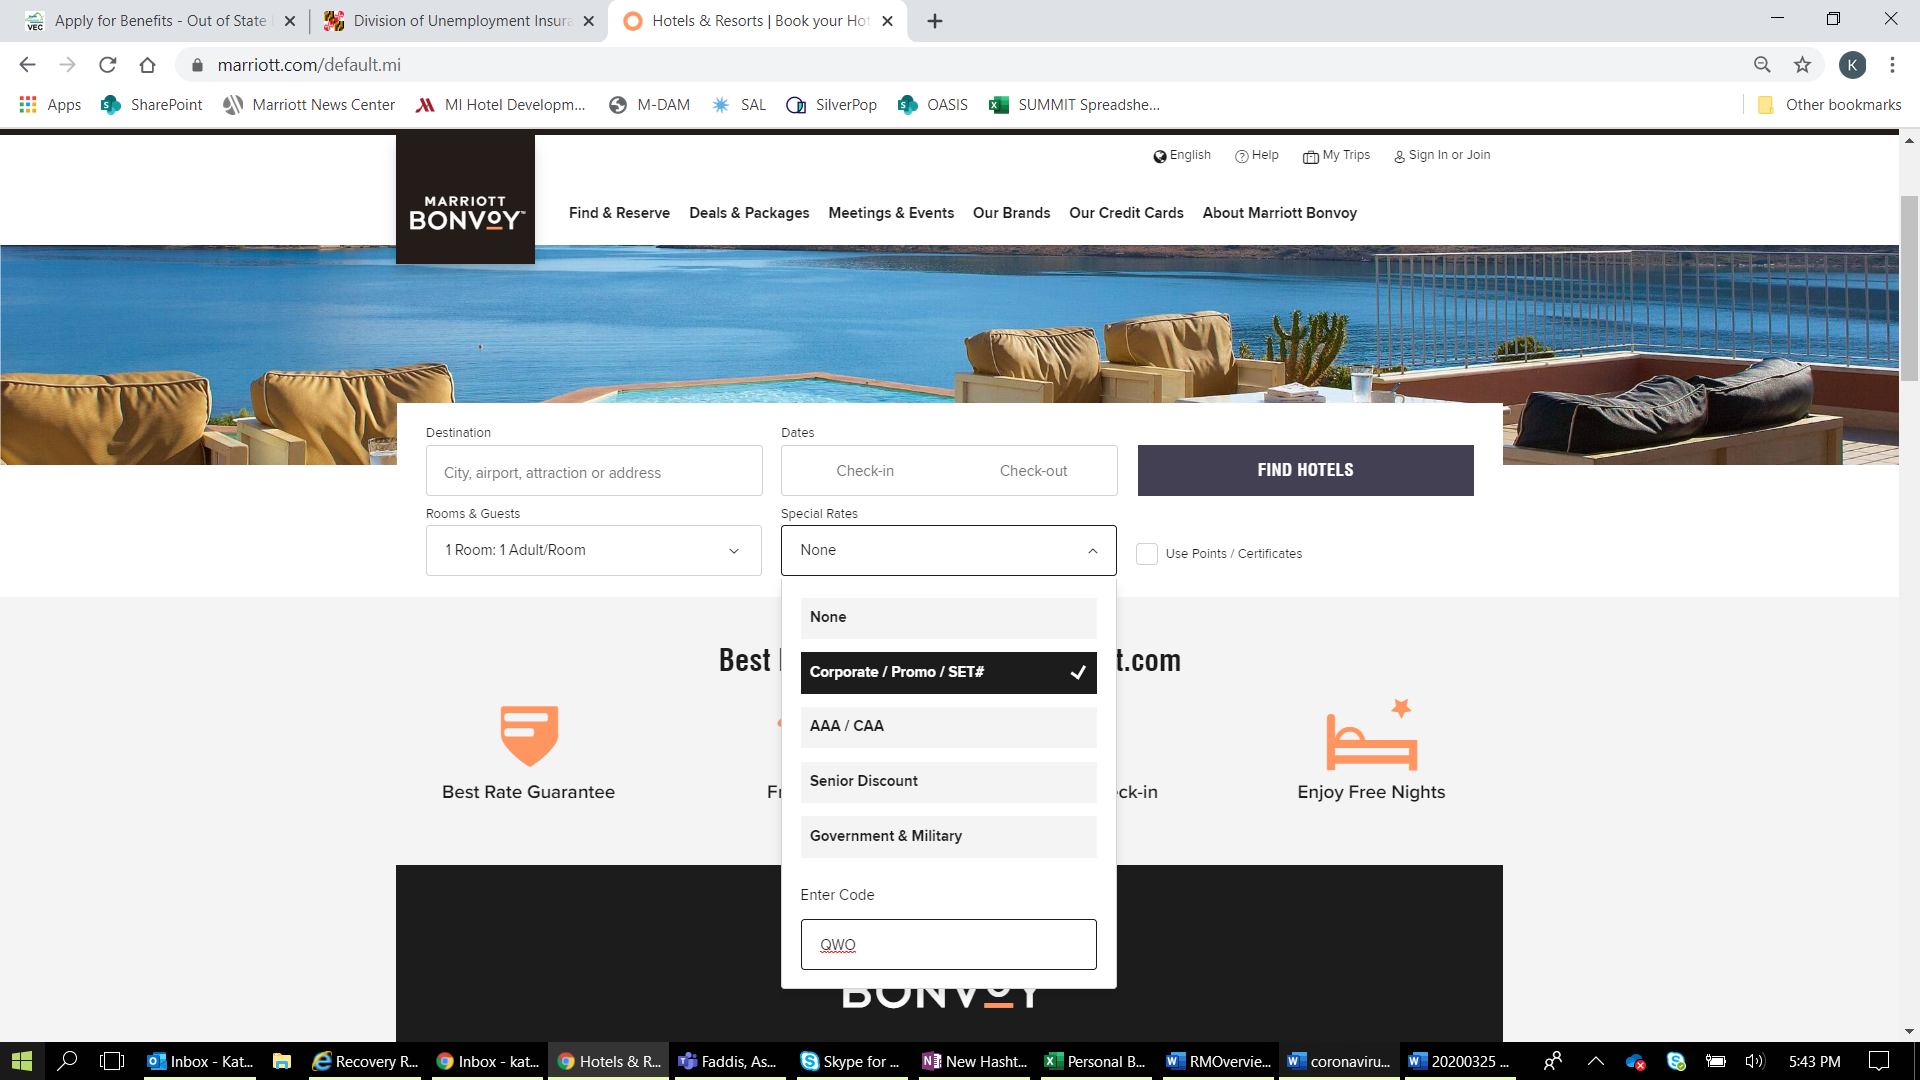 Apply for Benefits - Out of State
Division of Unemployment Insura
Hotels & Resorts | Book your Hot
marriott.com/default.mi
K
Apps
SharePoint
Marriott News Center
MI Hotel Developm...
M-DAM
SAL
SilverPop
OASIS
SUMMIT Spreadshe...
Other bookmarks
English
Help
My Trips
Sign In or Join
MARRIOTT
BONVOY™
Find & Reserve
Deals & Packages
Meetings & Events
Our Brands
Our Credit Cards
About Marriott Bonvoy
Destination
City, airport, attraction or address
Dates
Check-in
Check-out
FIND HOTELS
Rooms & Guests
1 Room: 1 Adult/Room
Special Rates
None
Use Points / Certificates
None
Corporate / Promo / SET#
AAA / CAA
Senior Discount
Government & Military
Enter Code
QWO
Best
t.com
Best Rate Guarantee
Fr
ck-in
Enjoy Free Nights
BONVOY
Inbox - Kat...
Recovery R...
Inbox - kat...
Hotels & R...
Faddis, As...
Skype for ...
New Hasht...
Personal B...
RMOvervie...
coronaviru...
20200325 ...
5:43 PM